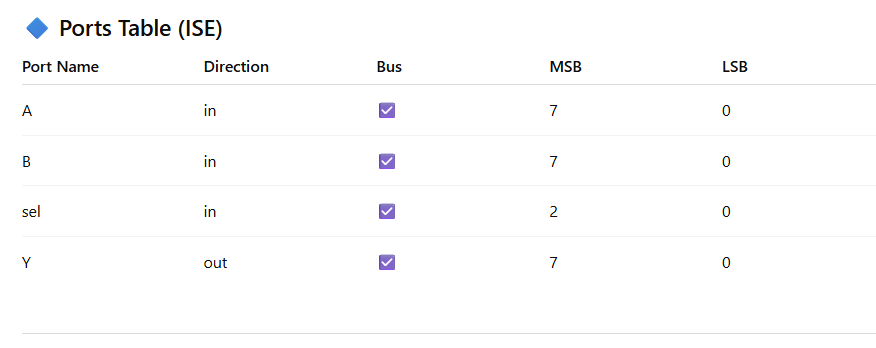 Ports Table (ISE)
Port Name Direction Bus MSB LSB
A in 7 0
B in 7 0
sel in 2 0
Y out 7 0